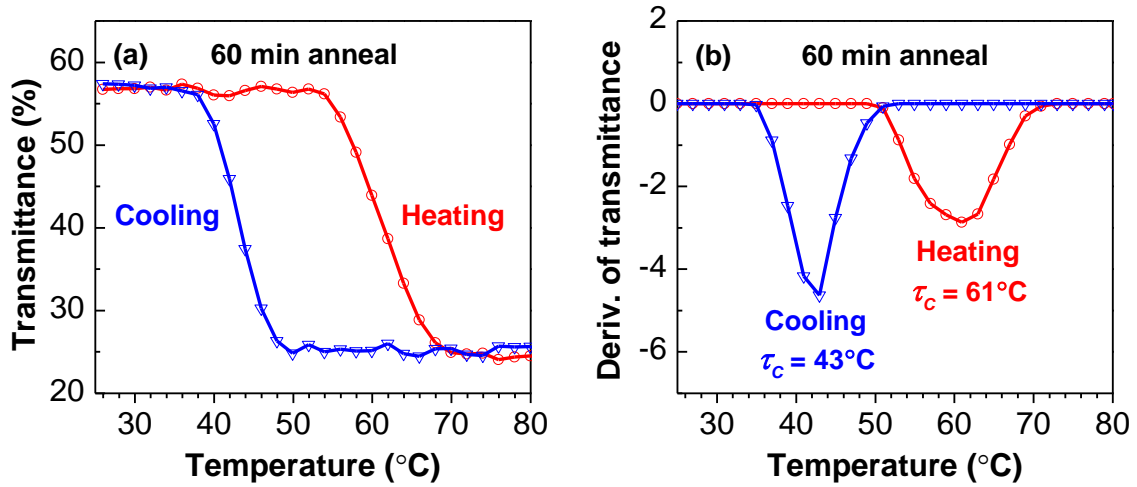 (a) 60 min anneal
Transmittance (%)
60
50
40
30
20
Cooling
Heating
30 40 50 60 70 80
Temperature (°C)
(b) 60 min anneal
Deriv. of transmittance
2
0
-2
-4
-6
Heating
τC = 61°C
Cooling
τC = 43°C
30 40 50 60 70 80
Temperature (°C)